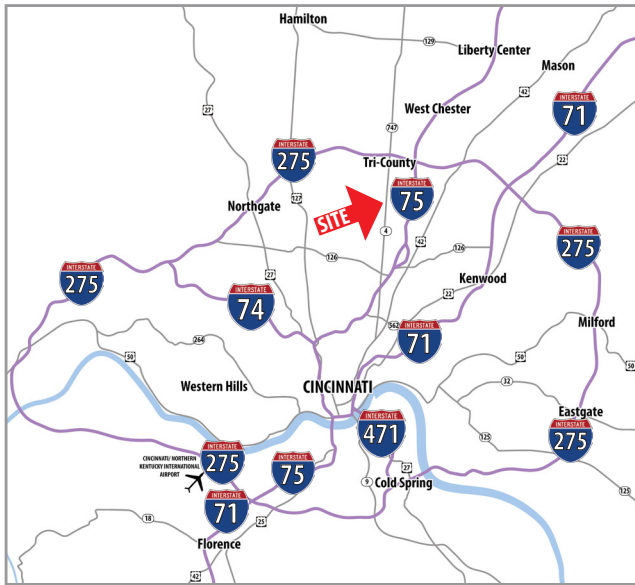 Hamilton
129
Liberty Center
Mason
42
27
West Chester
INTERSTATE
71
747
INTERSTATE
275
Tri-County
22
INTERSTATE
75
127
Northgate
SITE
4
42
INTERSTATE
275
126
126
INTERSTATE
275
27
Kenwood
22
INTERSTATE
74
562
INTERSTATE
71
Milford
264
50
50
50
Western Hills
CINCINNATI
32
Eastgate
INTERSTATE
471
125
INTERSTATE
275
CINCINNATI/ NORTHERN
KENTUCKY INTERNATIONAL
AIRPORT
INTERSTATE
275
INTERSTATE
75
27
9
Cold Spring
125
INTERSTATE
71
18
25
Florence
42